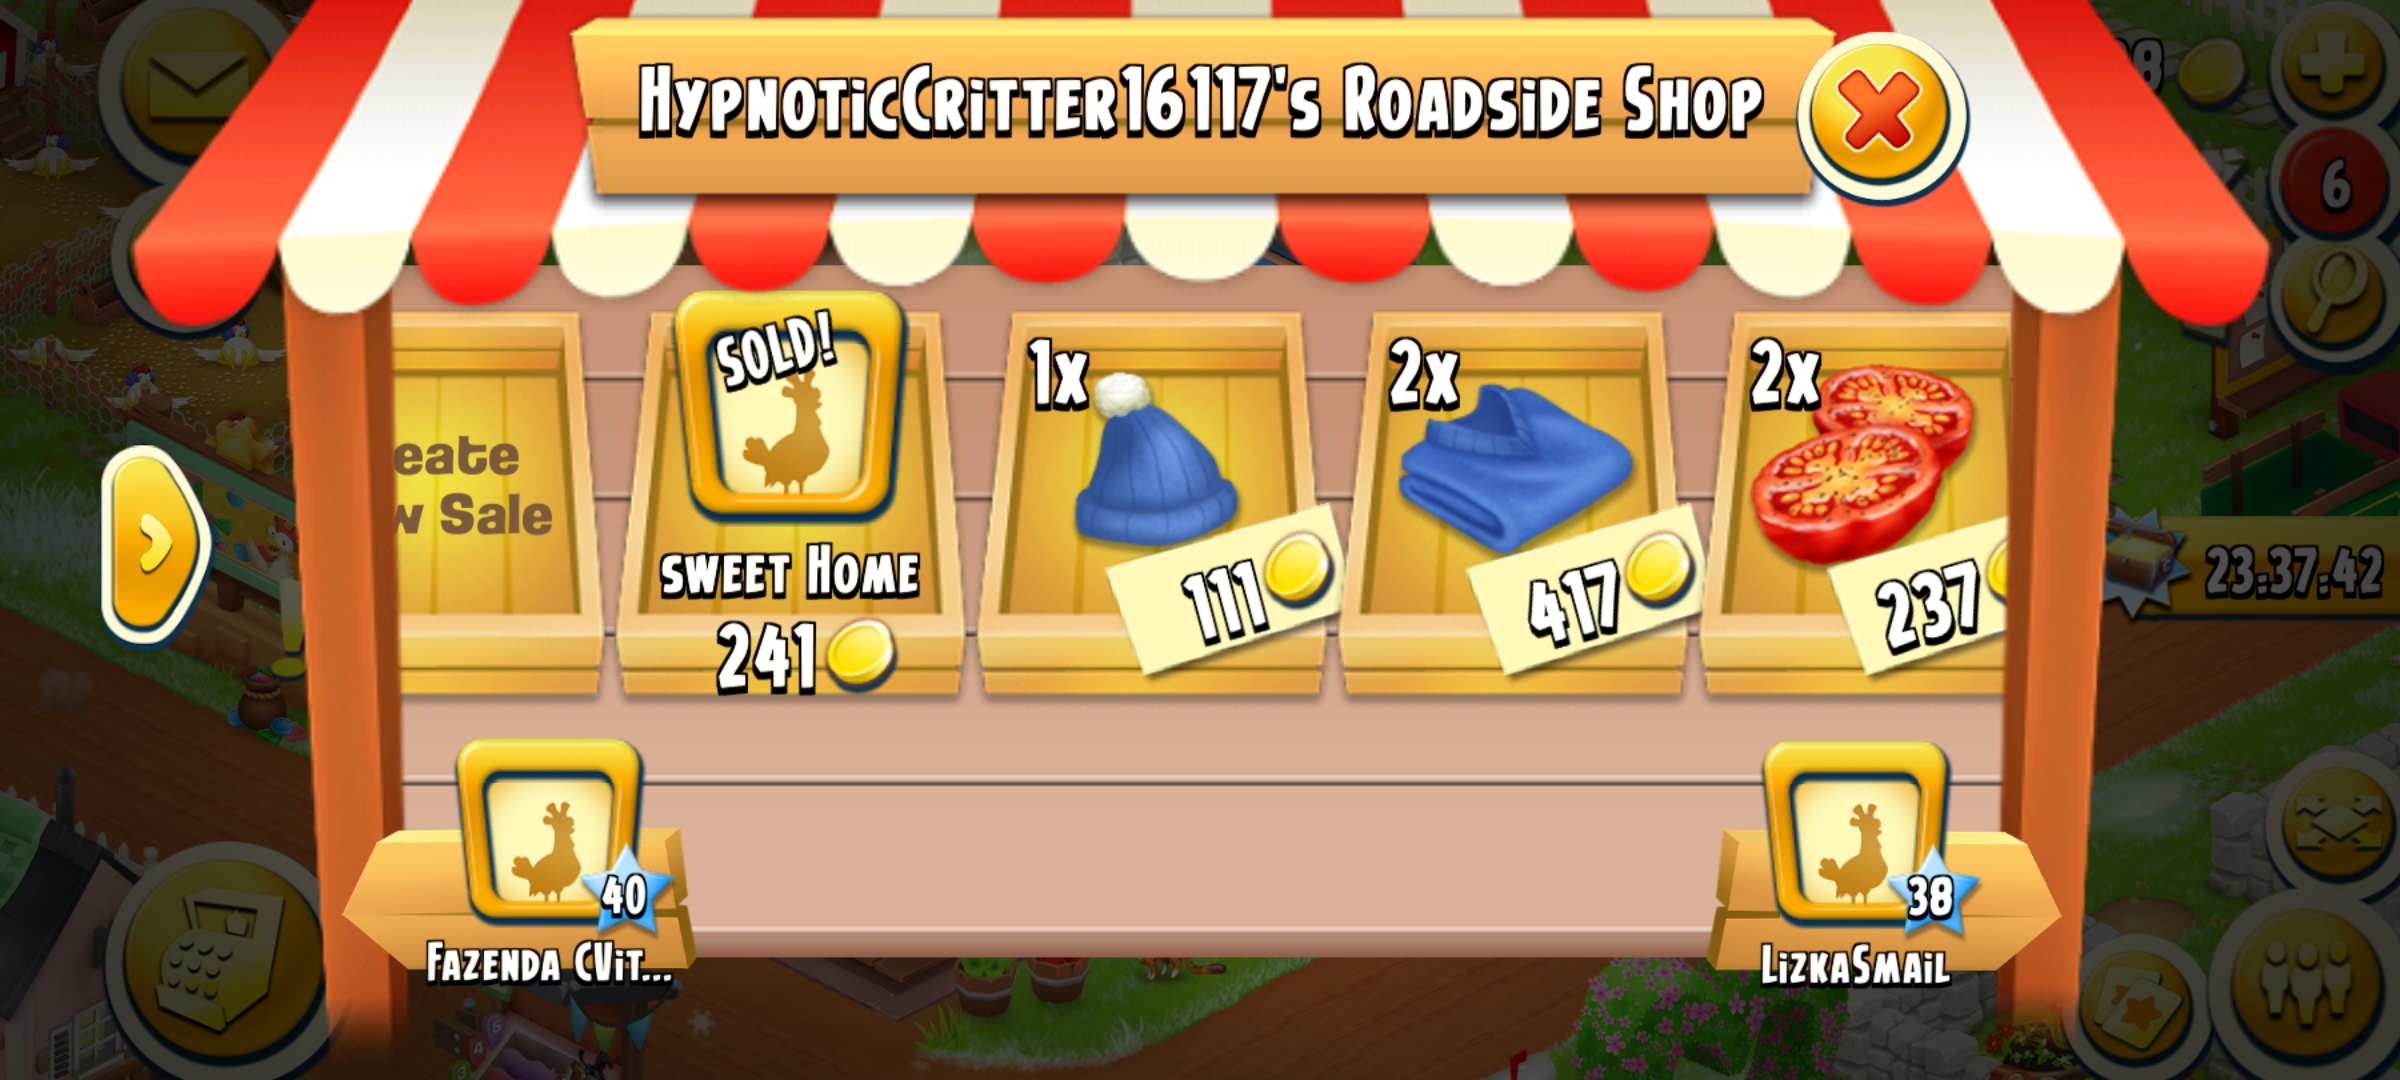 HypnoticCritter16117's Roadside Shop
6
eate
w Sale
SOLD!
sweet Home
241
1x
111
2x
417
2x
237
23:37:42
40
Fazenda CVit...
38
LizkaSmail